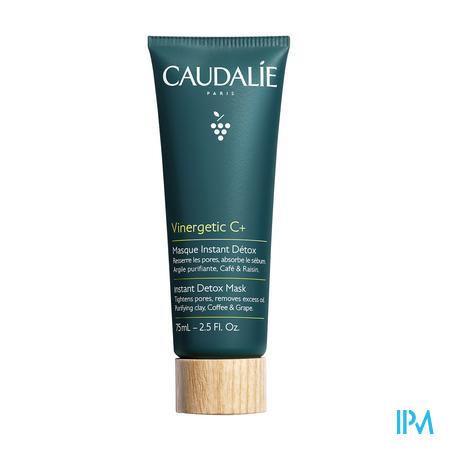 CAUDALÍE
PARIS
Vinergetic C+
Masque Instant Détox
Resserre les pores, absorbe le sébum.
Argile purifiante, Café & Raisin.
Instant Detox Mask
Tightens pores, removes excess oil.
Purifying clay, Coffee & Grape.
75mL – 2.5 Fl. Oz.
IPM